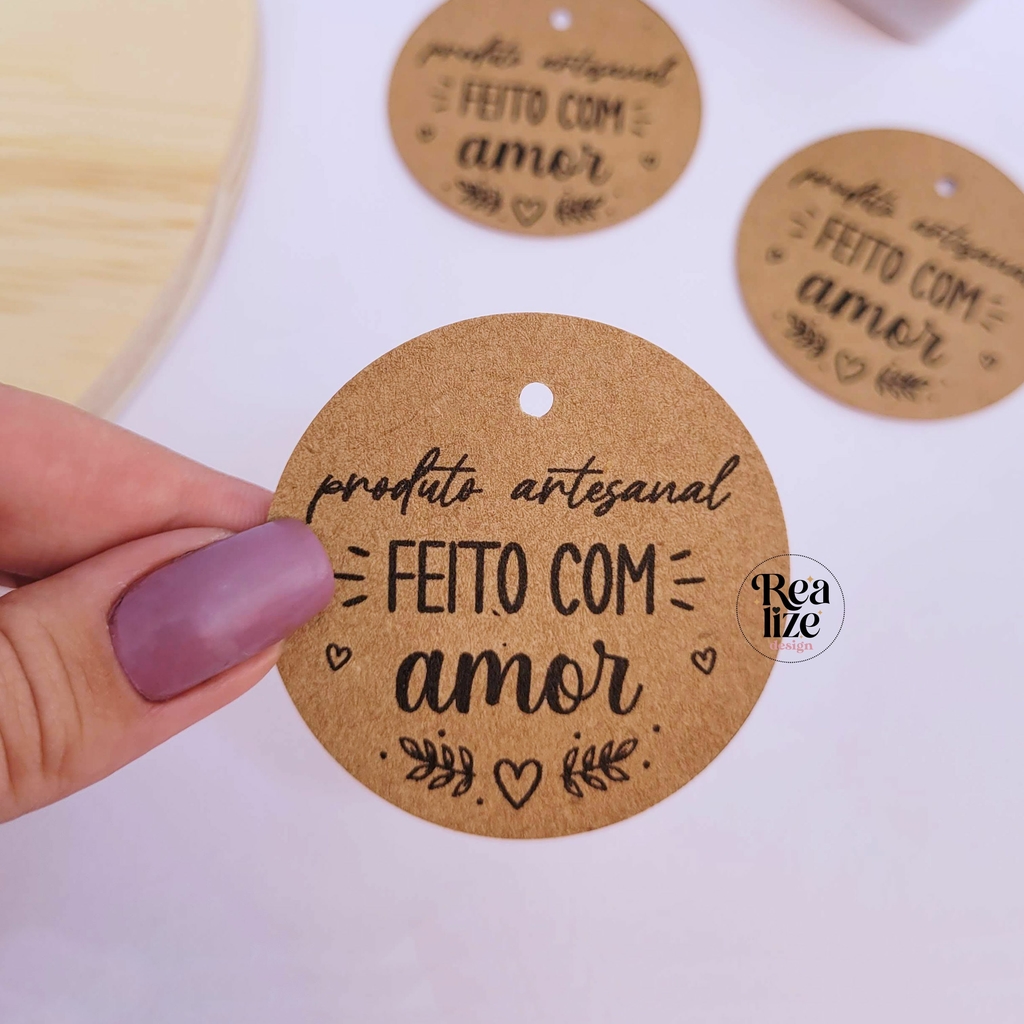 produto artesanal
FEITO COM
amor
produto artesanal
FEITO COM
amor
produto artesanal
FEITO COM
amor
Rea
lize
design